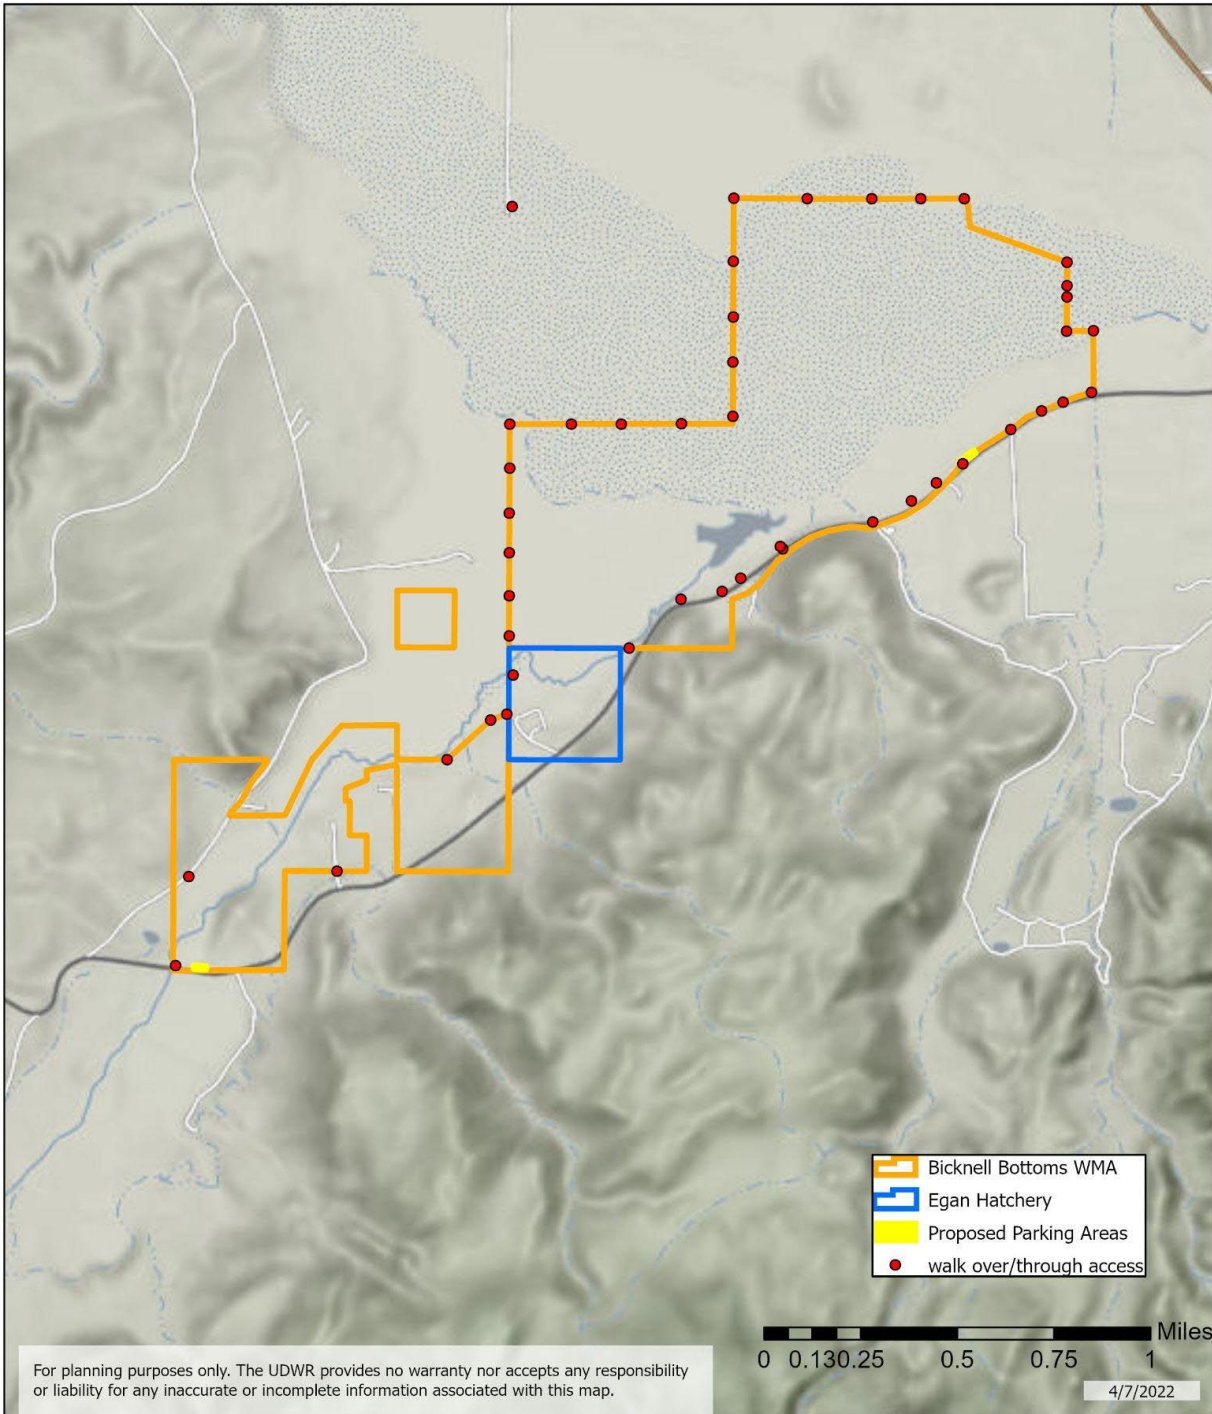 Bicknell Bottoms WMA
Egan Hatchery
Proposed Parking Areas
walk over/through access
Miles
0 0.130.25 0.5 0.75 1
For planning purposes only. The UDWR provides no warranty nor accepts any responsibility
or liability for any inaccurate or incomplete information associated with this map.
4/7/2022